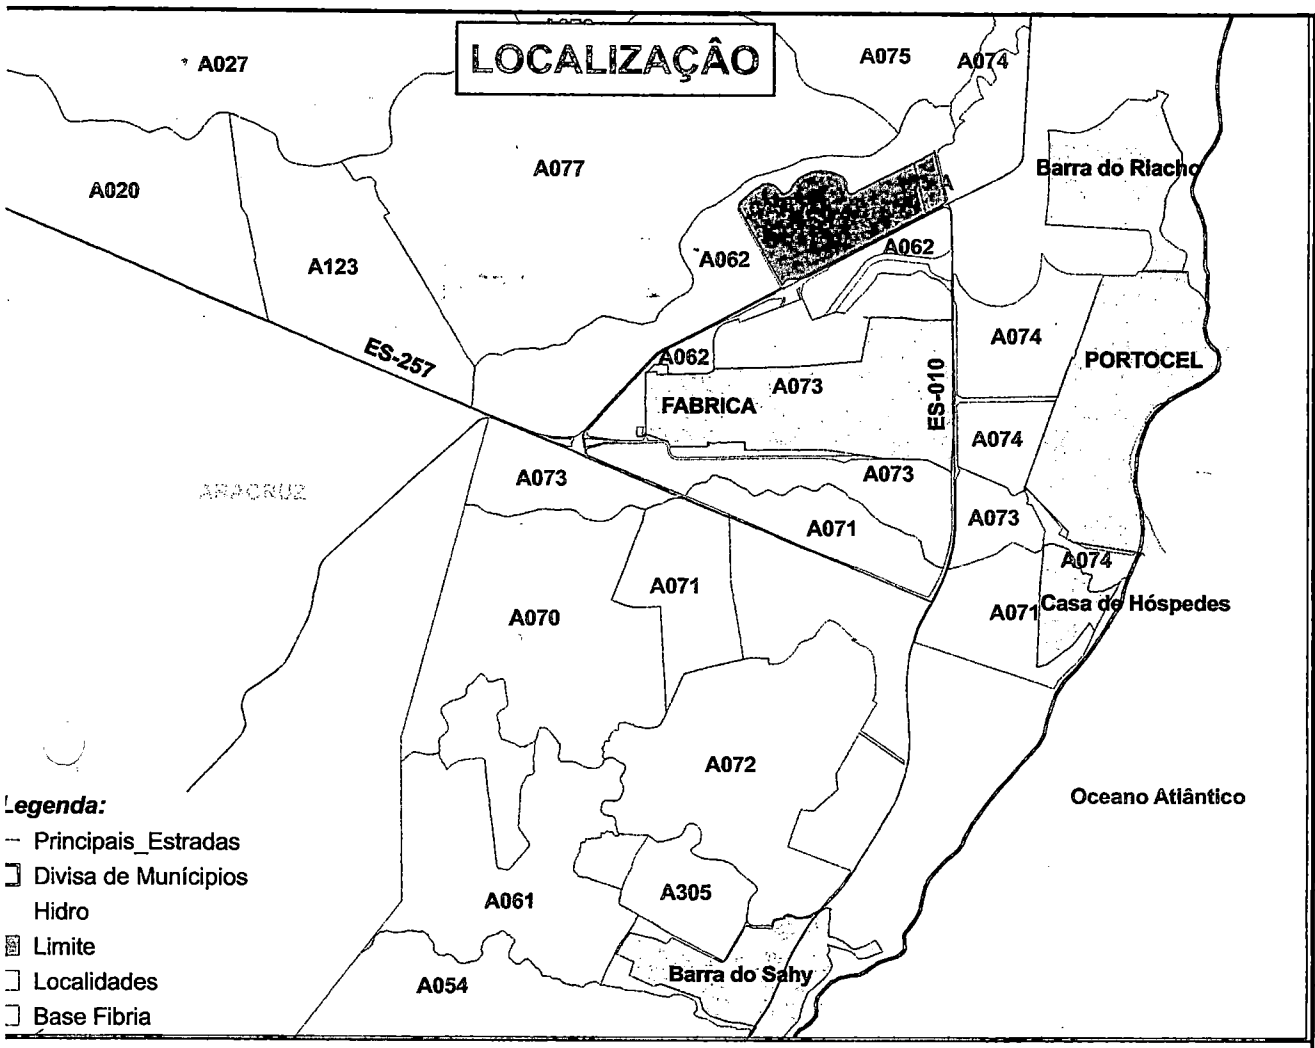 LOCALIZAÇÂO
A027
A075
A074
A020
A077
Barra do Riacho
A123
A062
A062
ES-257
A062
A073
FABRICA
ES-010
A074
PORTOCEL
A074
ARACRUZ
A073
A073
A073
A071
A074
A071
A070
A071
Casa de Hóspedes
A072
Oceano Atlântico
Legenda:
Principais_Estradas
Divisa de Munícipios
Hidro
Limite
Localidades
Base Fibria
A061
A305
A054
Barra do Sahy